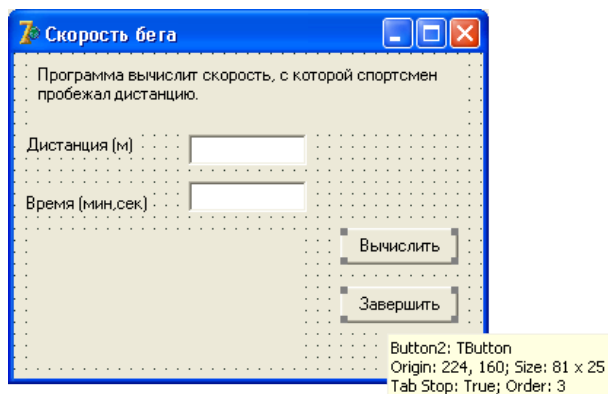 Скорость бега
Программа вычислит скорость, с которой спортсмен
пробежал дистанцию.
Дистанция (м)
Время (мин,сек)
Вычислить
Завершить
Button2: TButton
Origin: 224, 160; Size: 81 x 25
Tab Stop: True; Order: 3